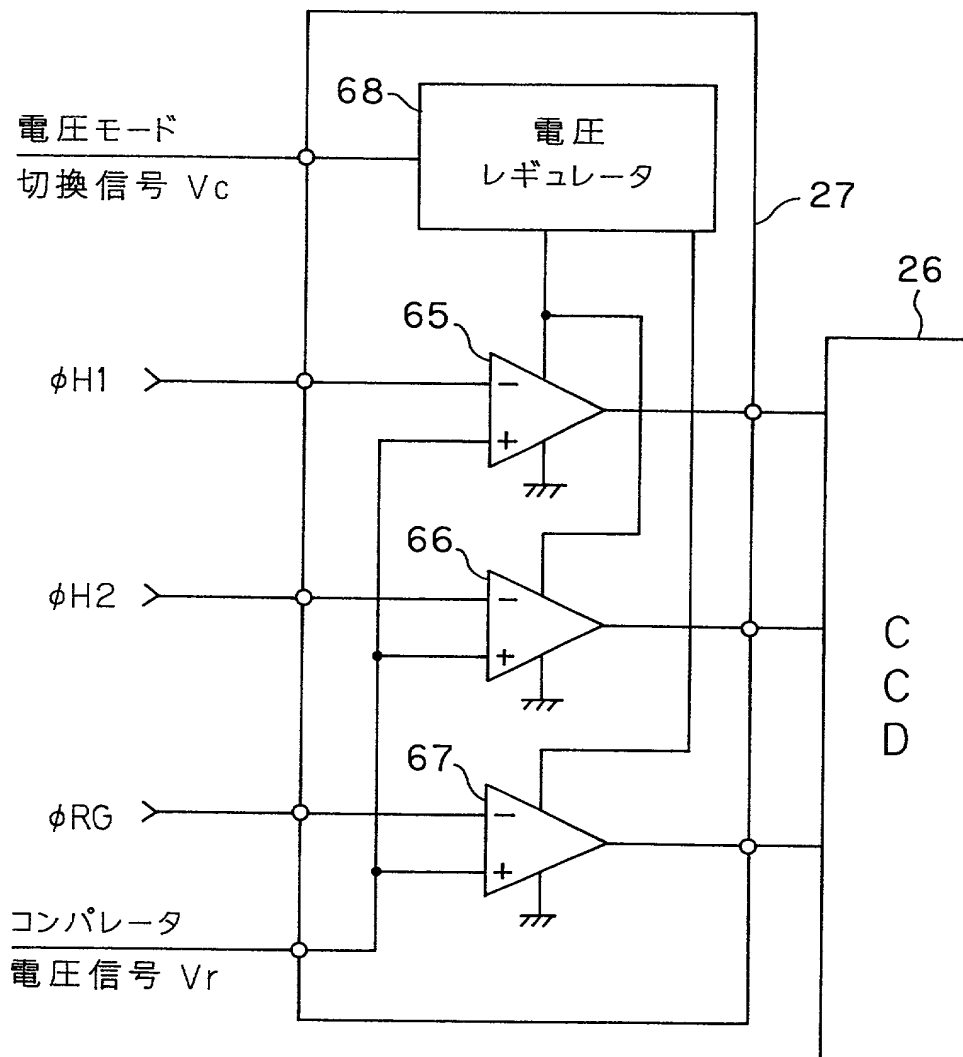 68
電圧
レギュレータ
電圧モード
切換信号 Vc
27
26
65
φH1
−
+
66
φH2
−
+
CCD
67
φRG
−
+
コンパレータ
電圧信号 Vr